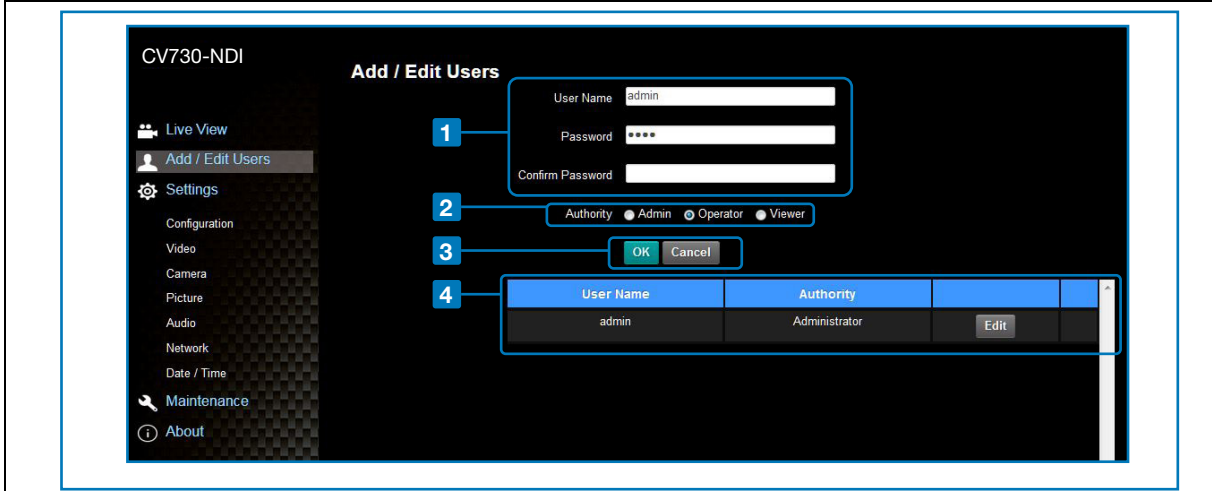 CV730-NDI
Live View
Add / Edit Users
Settings
Configuration
Video
Camera
Picture
Audio
Network
Date / Time
Maintenance
About
Add / Edit Users
1
User Name admin
Password ••••
Confirm Password
2
Authority Admin Operator Viewer
3
OK Cancel
4
User Name Authority
admin Administrator Edit